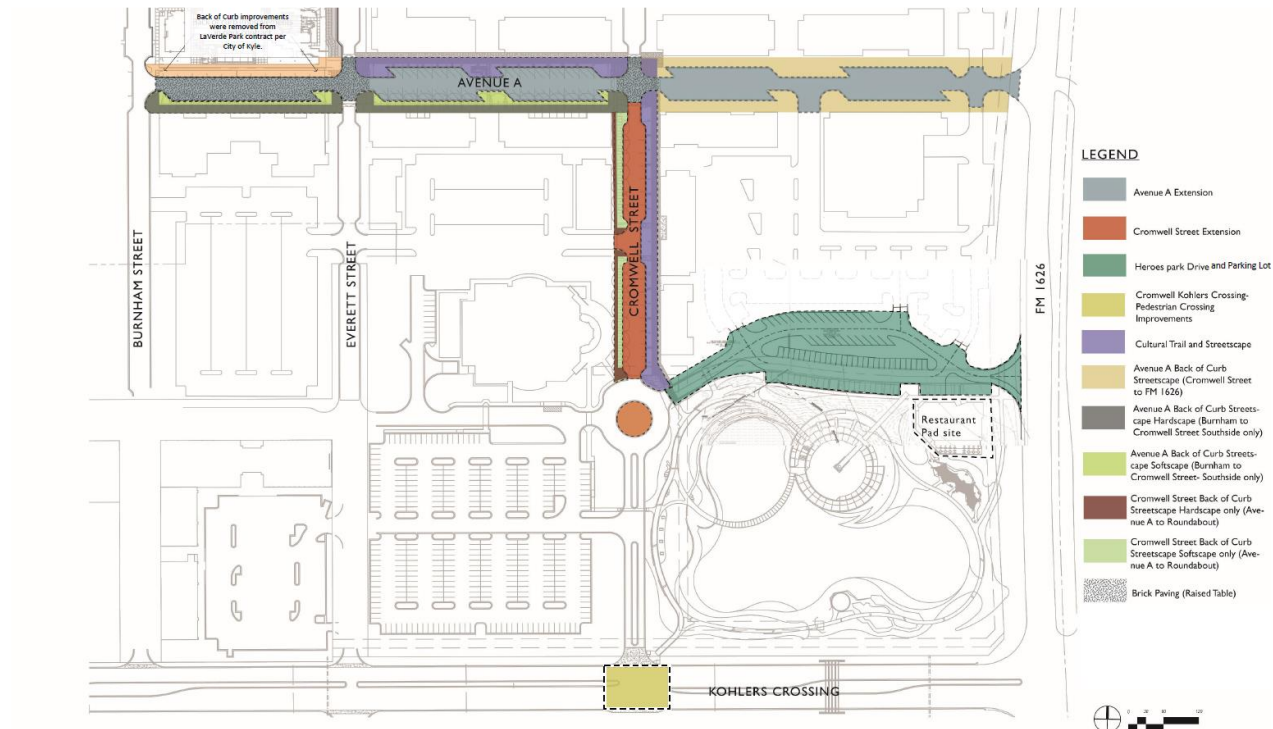 Back of Curb improvements
were removed from
LaVerde Park contract per
City of Kyle.
AVENUE A
BURNHAM STREET
EVERETT STREET
CROMWELL STREET
FM 1626
Restaurant
Pad site
KOHLERS CROSSING
LEGEND
Avenue A Extension
Cromwell Street Extension
Heroes park Drive and Parking Lot
Cromwell Kohlers Crossing-
Pedestrian Crossing
Improvements
Cultural Trail and Streetscape
Avenue A Back of Curb
Streetscape (Cromwell Street
to FM 1626)
Avenue A Back of Curb Streets-
cape Hardscape (Burnham to
Cromwell Street Southside only)
Avenue A Back of Curb Streets-
cape Softscape (Burnham to
Cromwell Street- Southside only)
Cromwell Street Back of Curb
Streetscape Hardscape only (Ave-
nue A to Roundabout)
Cromwell Street Back of Curb
Streetscape Softscape only (Ave-
nue A to Roundabout)
Brick Paving (Raised Table)